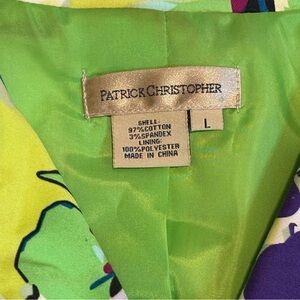 PATRICK CHRISTOPHER
SHELL:
97%COTTON
3%SPANDEX
LINING:
100%POLYESTER
MADE IN CHINA
L